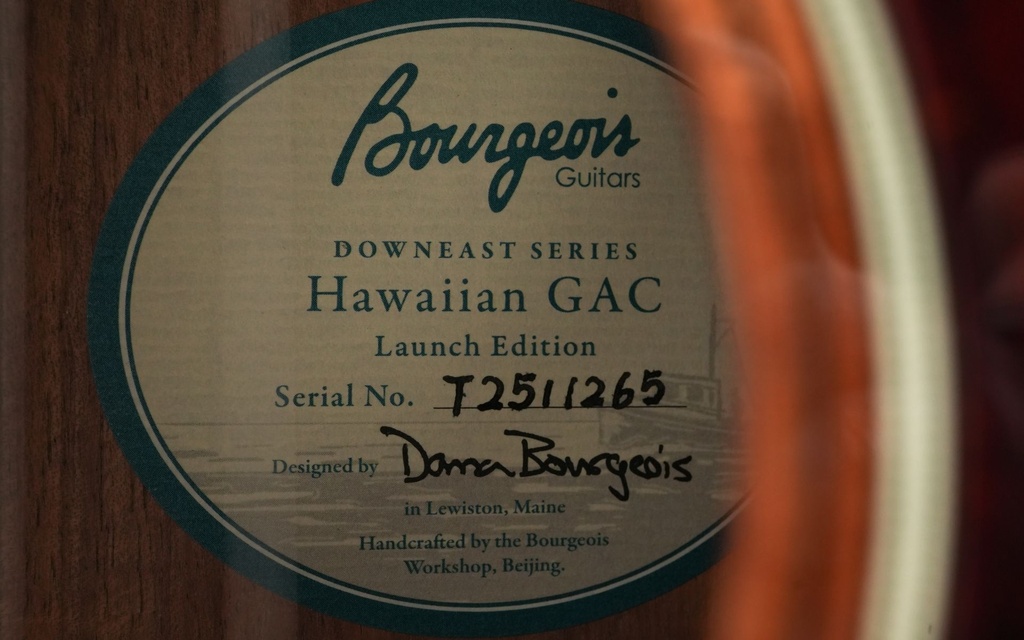 Bourgeois
Guitars
DOWNEAST SERIES
Hawaiian GAC
Launch Edition
Serial No. T2511265
Designed by Dana Bourgeois
in Lewiston, Maine
Handcrafted by the Bourgeois
Workshop, Beijing.